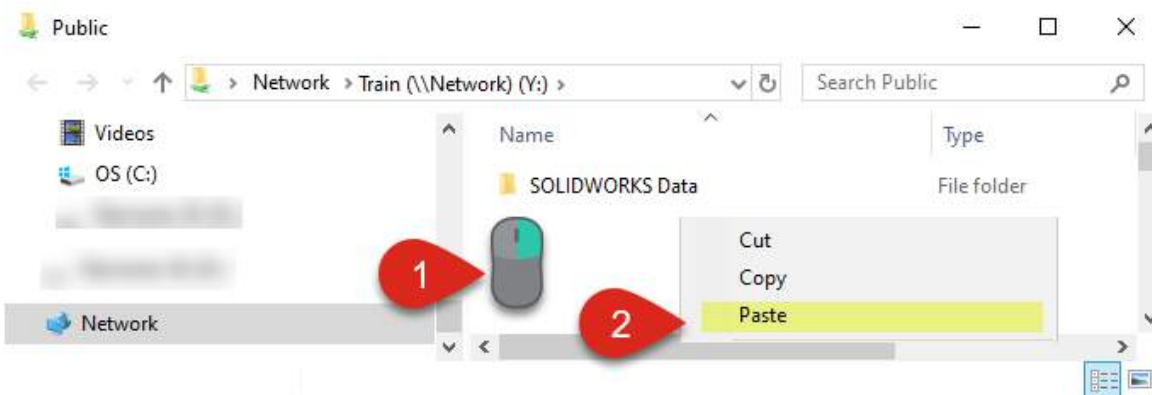 Public
Network > Train (\\Network) (Y:) >
Search Public
Videos
OS (C:)
Network
Name
Type
SOLIDWORKS Data
File folder
1
Cut
Copy
2
Paste